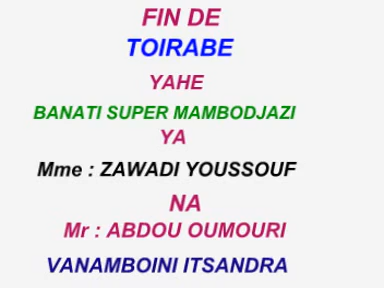 FIN DE
TOIRABE
YAHE
BANATI SUPER MAMBODJAZI
YA
Mme : ZAWADI YOUSSOUF
NA
Mr : ABDOU OUMOURI
VANAMBOINI ITSANDRA